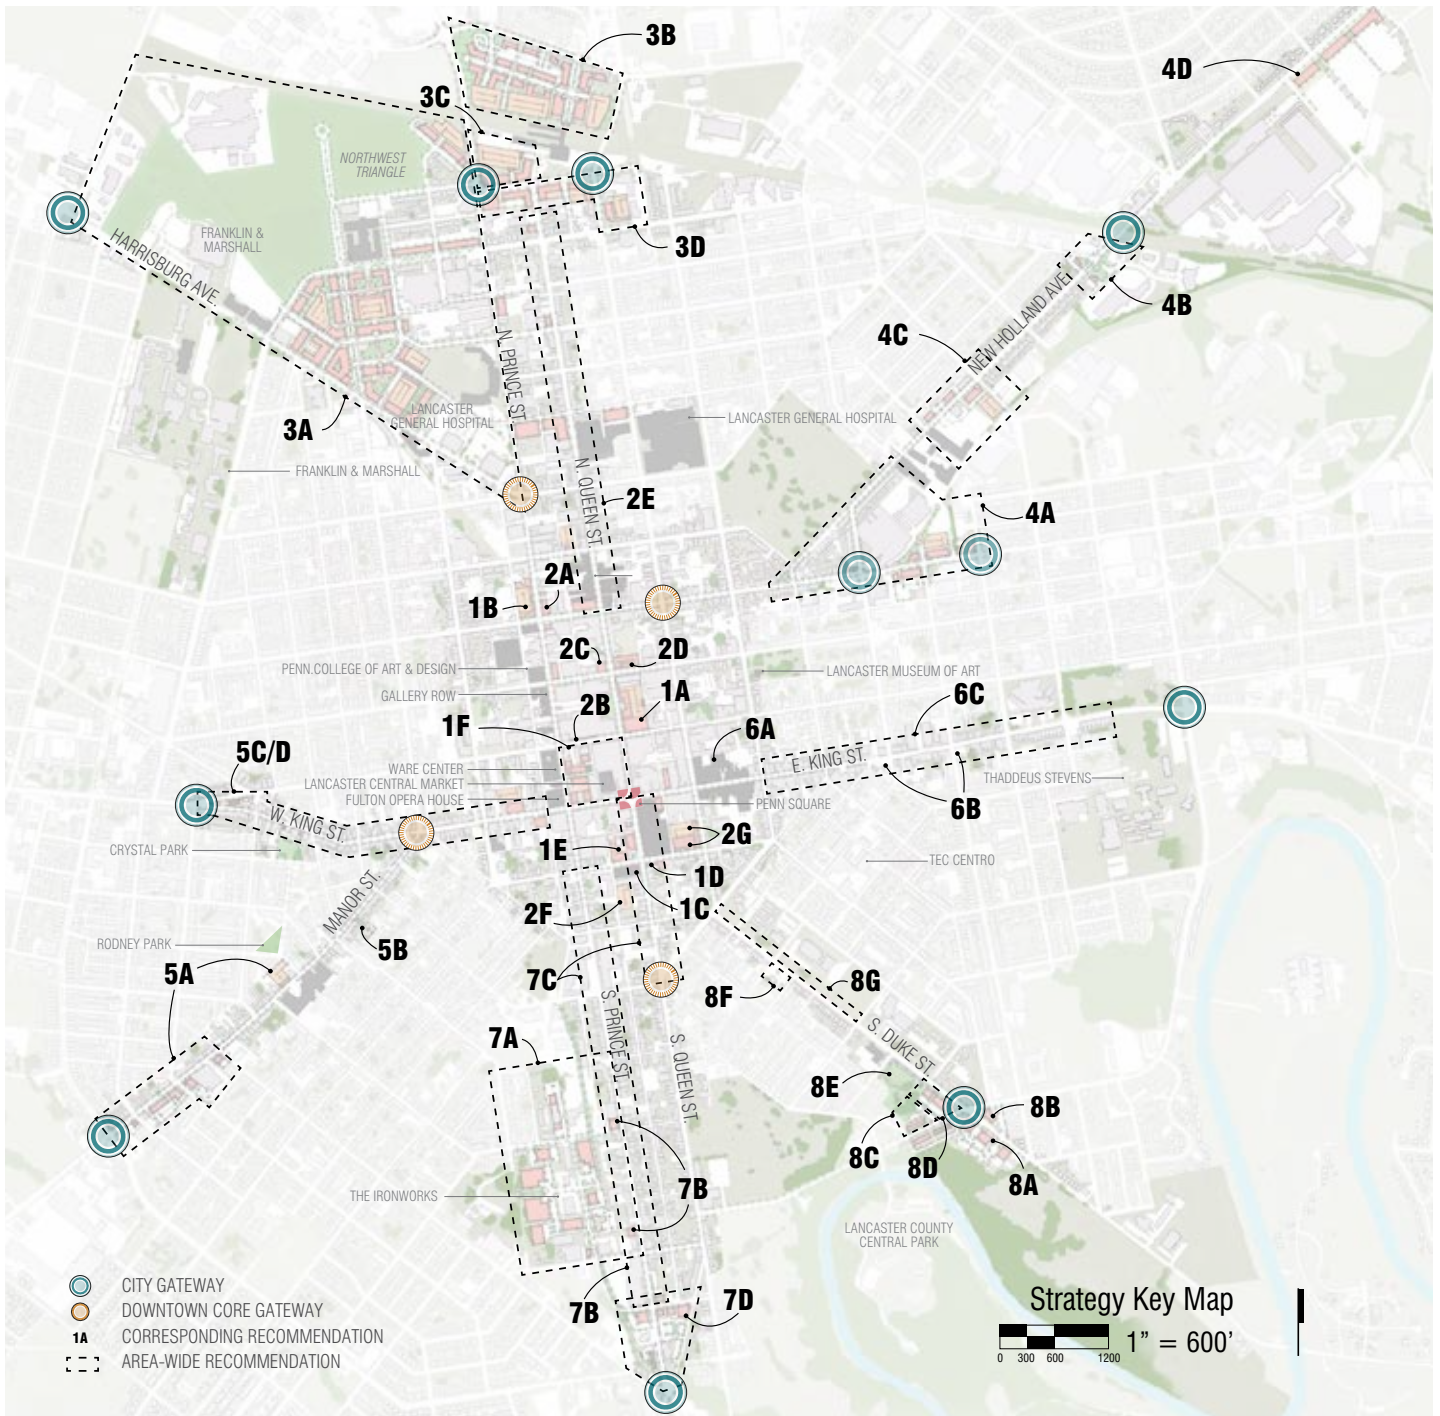 3B
4D
3C
NORTHWEST
TRIANGLE
FRANKLIN &
MARSHALL
3D
HARRISBURG AVE.
4B
NEW HOLLAND AVE.
4C
N. PRINCE ST.
LANCASTER
GENERAL HOSPITAL
LANCASTER GENERAL HOSPITAL
3A
FRANKLIN & MARSHALL
N. QUEEN ST.
2E
4A
2A
1B
2C
2D
PENN.COLLEGE OF ART & DESIGN
LANCASTER MUSEUM OF ART
GALLERY ROW
1A
6C
2B
1F
6A
5C/D
WARE CENTER
E. KING ST.
LANCASTER CENTRAL MARKET
THADDEUS STEVENS
FULTON OPERA HOUSE
PENN SQUARE
6B
W. KING ST.
2G
CRYSTAL PARK
1E
TEC CENTRO
1D
MANOR ST.
1C
2F
RODNEY PARK
5B
5A
7C
8G
8F
S. PRINCE ST.
7A
S. QUEEN ST.
S. DUKE ST.
8E
8B
8C
8D
8A
7B
THE IRONWORKS
LANCASTER COUNTY
CENTRAL PARK
7B
7D
CITY GATEWAY
DOWNTOWN CORE GATEWAY
1A CORRESPONDING RECOMMENDATION
AREA-WIDE RECOMMENDATION
Strategy Key Map
1” = 600’
0 300 600 1200